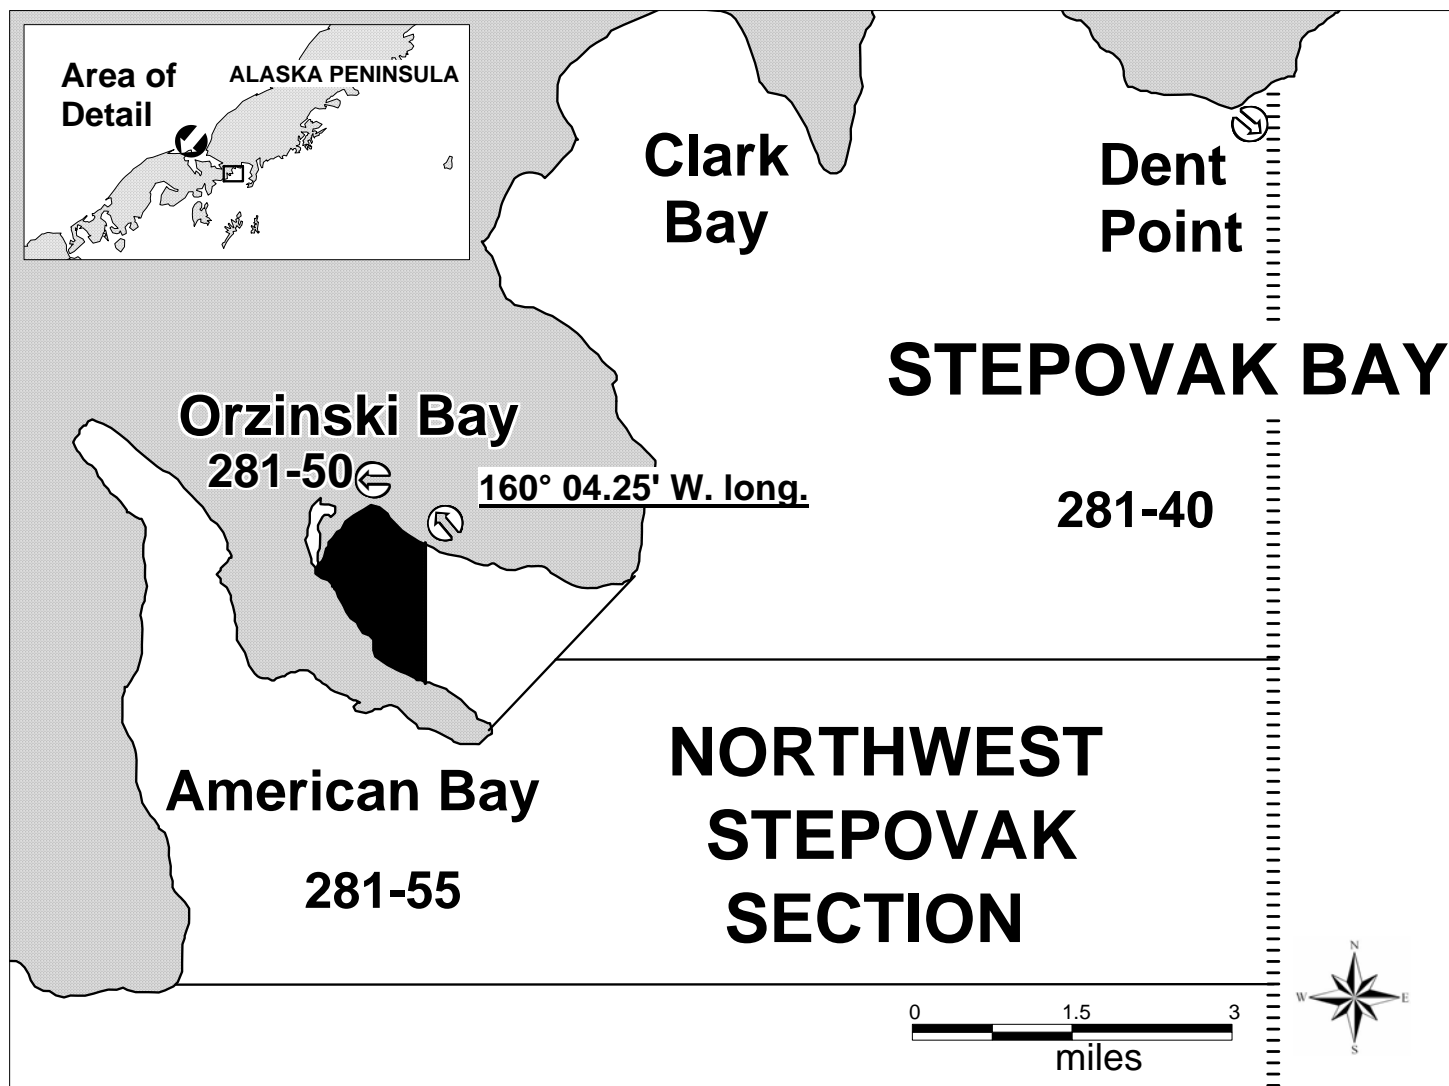 Area of
Detail
ALASKA PENINSULA
Clark
Bay
Dent
Point
STEPOVAK BAY
Orzinski Bay
281-50
160° 04.25' W. long.
281-40
NORTHWEST
STEPOVAK
SECTION
American Bay
281-55
0 1.5 3
miles
N
W E
S